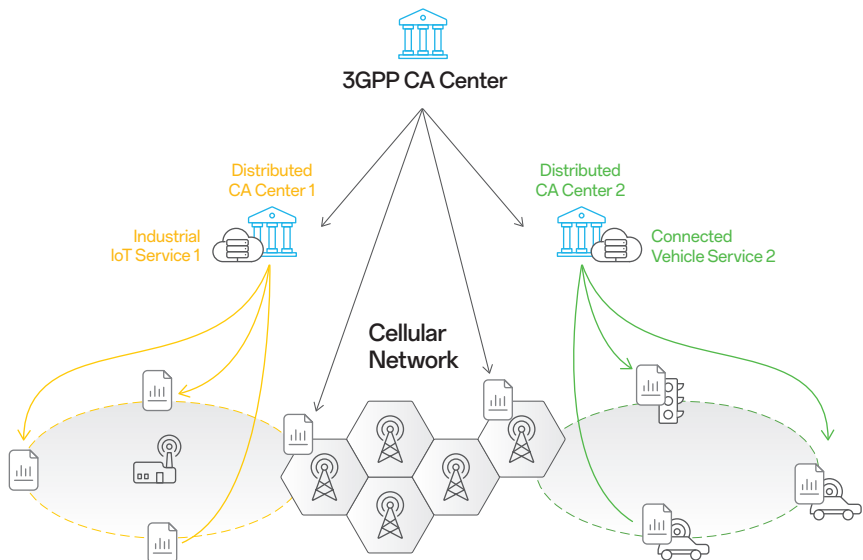 3GPP CA Center
Distributed
CA Center 1
Distributed
CA Center 2
Industrial
IoT Service 1
Connected
Vehicle Service 2
Cellular
Network